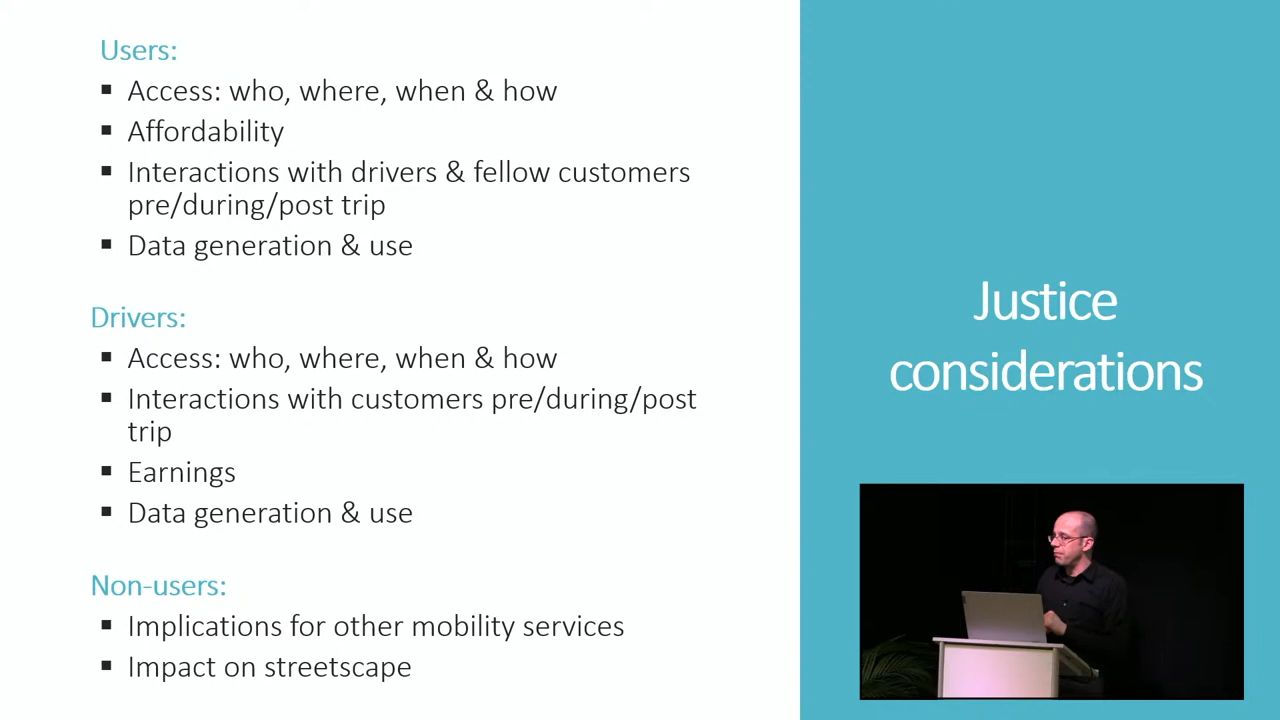 Users:
▪ Access: who, where, when & how
▪ Affordability
▪ Interactions with drivers & fellow customers
pre/during/post trip
▪ Data generation & use
Drivers:
▪ Access: who, where, when & how
▪ Interactions with customers pre/during/post
trip
▪ Earnings
▪ Data generation & use
Non-users:
▪ Implications for other mobility services
▪ Impact on streetscape
Justice
considerations